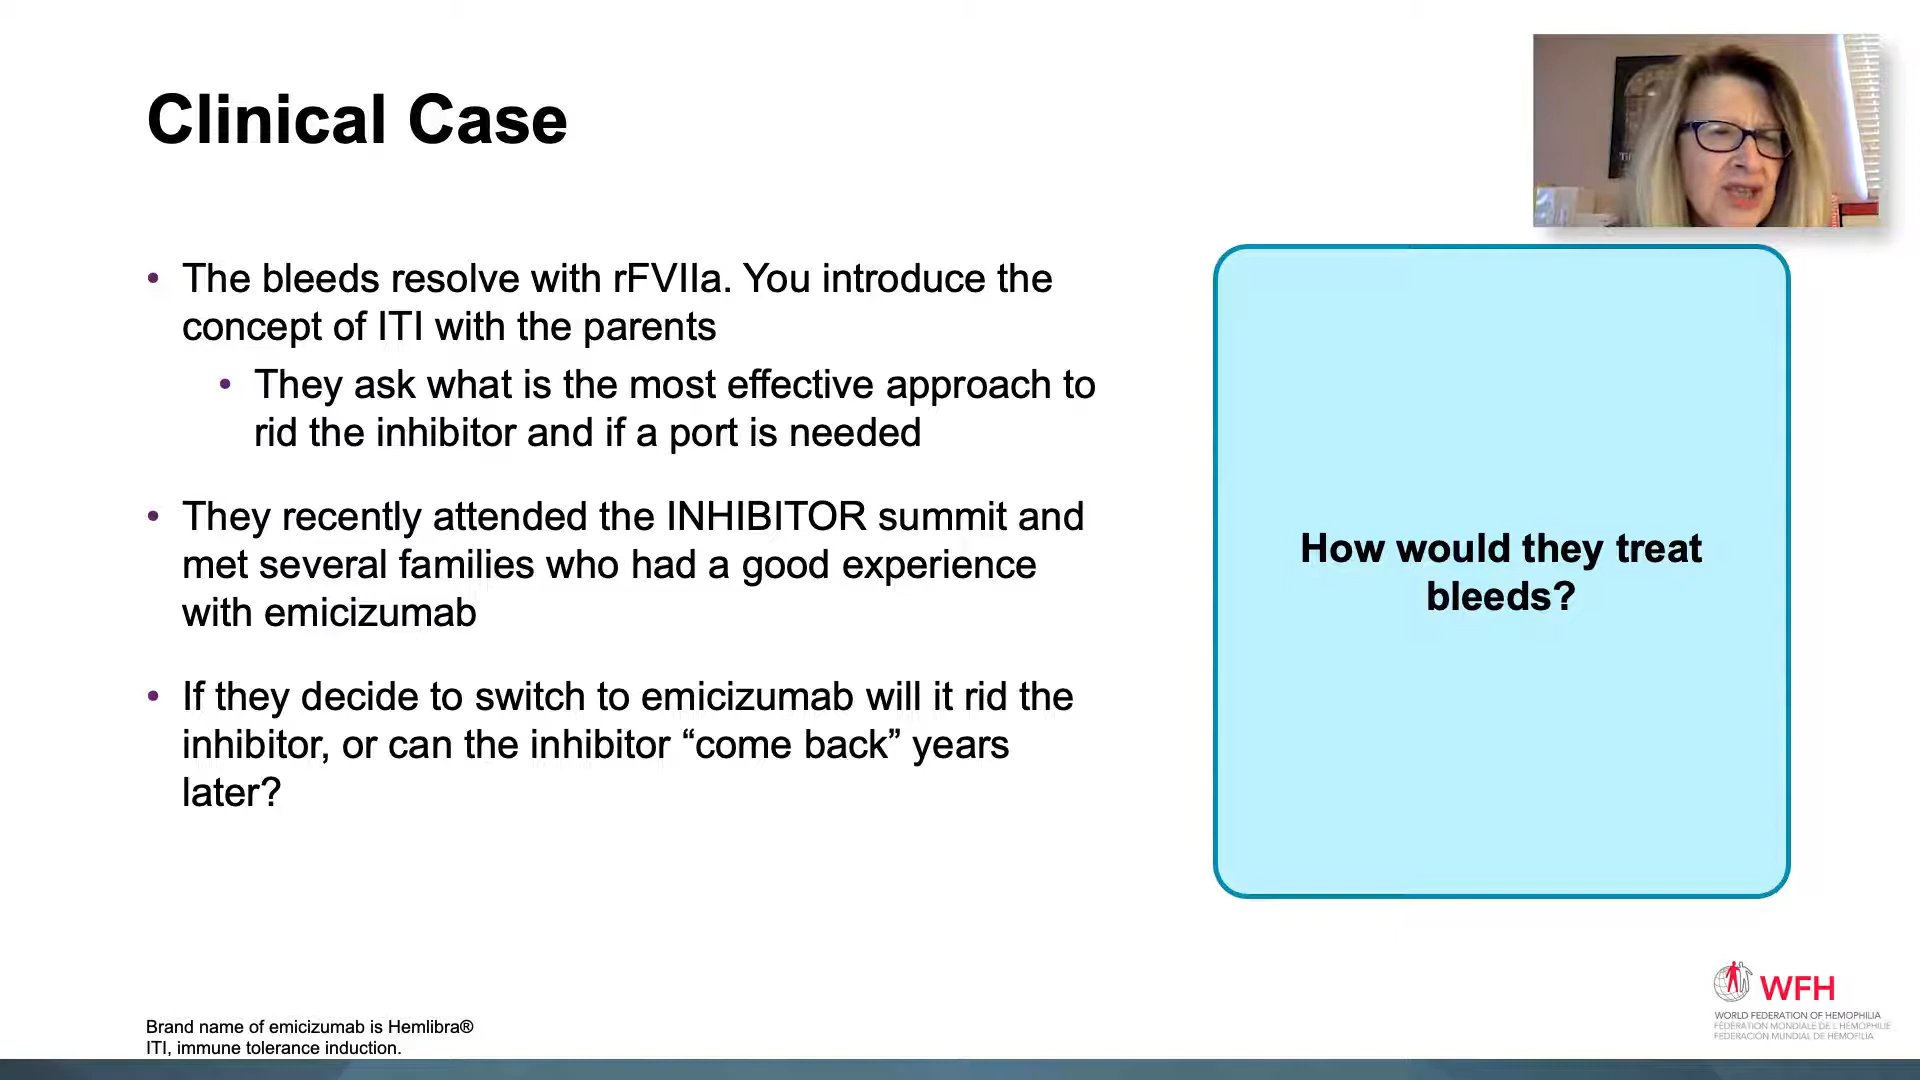 Clinical Case
• The bleeds resolve with rFVIIa. You introduce the
concept of ITI with the parents
• They ask what is the most effective approach to
rid the inhibitor and if a port is needed
• They recently attended the INHIBITOR summit and
met several families who had a good experience
with emicizumab
• If they decide to switch to emicizumab will it rid the
inhibitor, or can the inhibitor “come back” years
later?
How would they treat
bleeds?
Brand name of emicizumab is Hemlibra®
ITI, immune tolerance induction.
WFH
WORLD FEDERATION OF HEMOPHILIA
FÉDÉRATION MONDIALE DE L'HÉMOPHILIE
FEDERACIÓN MUNDIAL DE HEMOFILIA